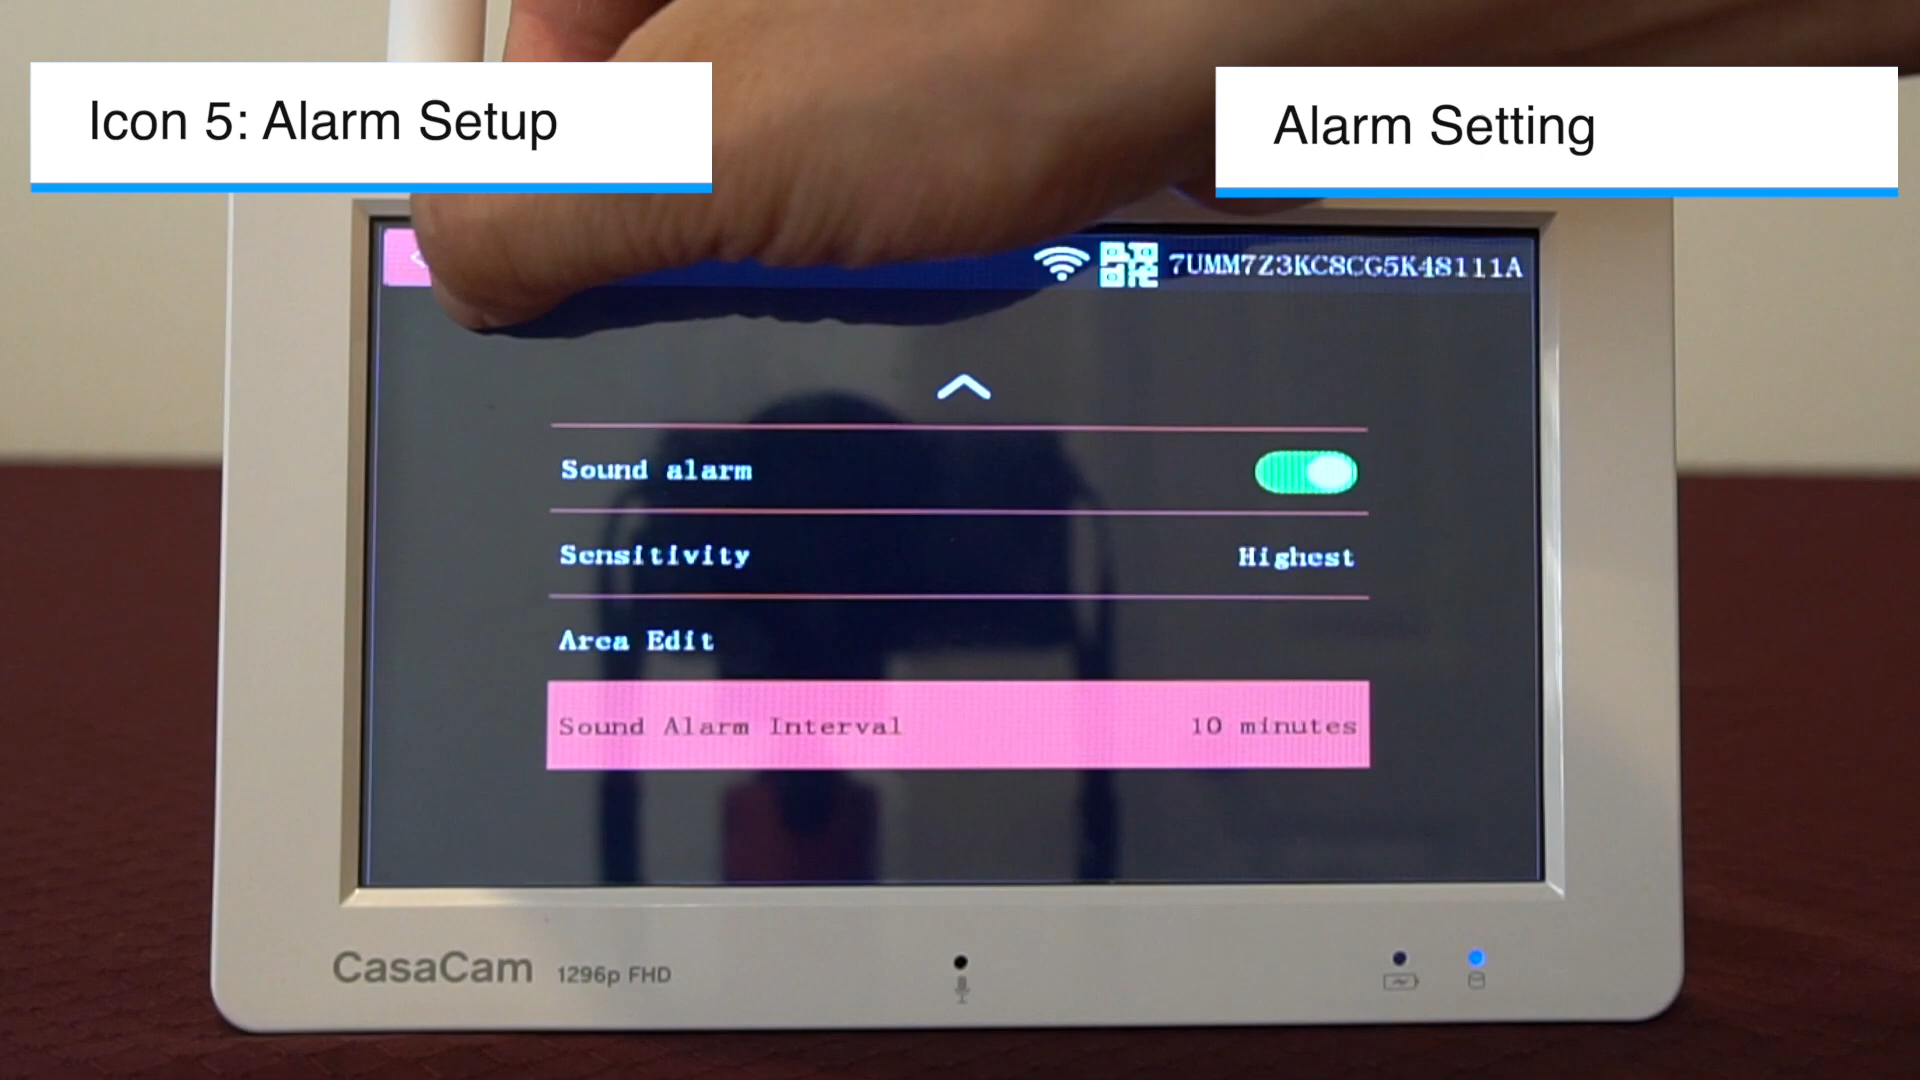 Icon 5: Alarm Setup
Alarm Setting
<
7UMM7Z3KC8CG5K48111A
Sound alarm
Sensitivity Highest
Area Edit
Sound Alarm Interval 10 minutes
CasaCam 1296p FHD